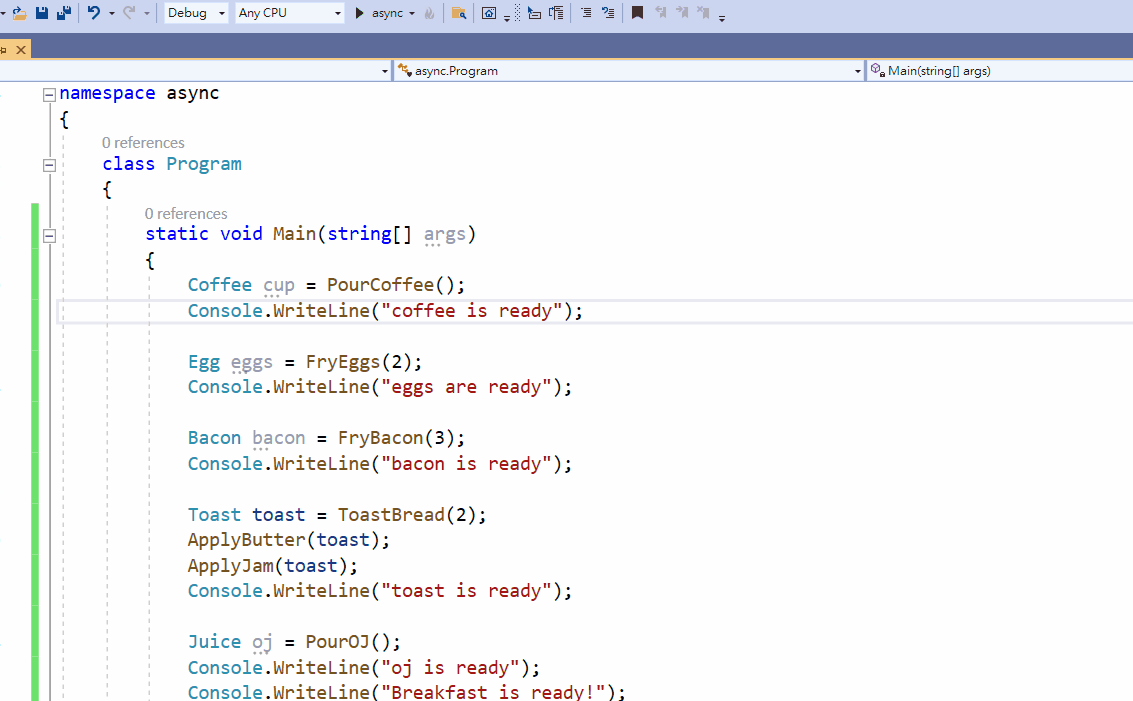 Debug Any CPU async
async.Program Main(string[] args)
namespace async
{
0 references
class Program
{
0 references
static void Main(string[] args)
{
Coffee cup = PourCoffee();
Console.WriteLine("coffee is ready");
Egg eggs = FryEggs(2);
Console.WriteLine("eggs are ready");
Bacon bacon = FryBacon(3);
Console.WriteLine("bacon is ready");
Toast toast = ToastBread(2);
ApplyButter(toast);
ApplyJam(toast);
Console.WriteLine("toast is ready");
Juice oj = PourOJ();
Console.WriteLine("oj is ready");
Console.WriteLine("Breakfast is ready!");